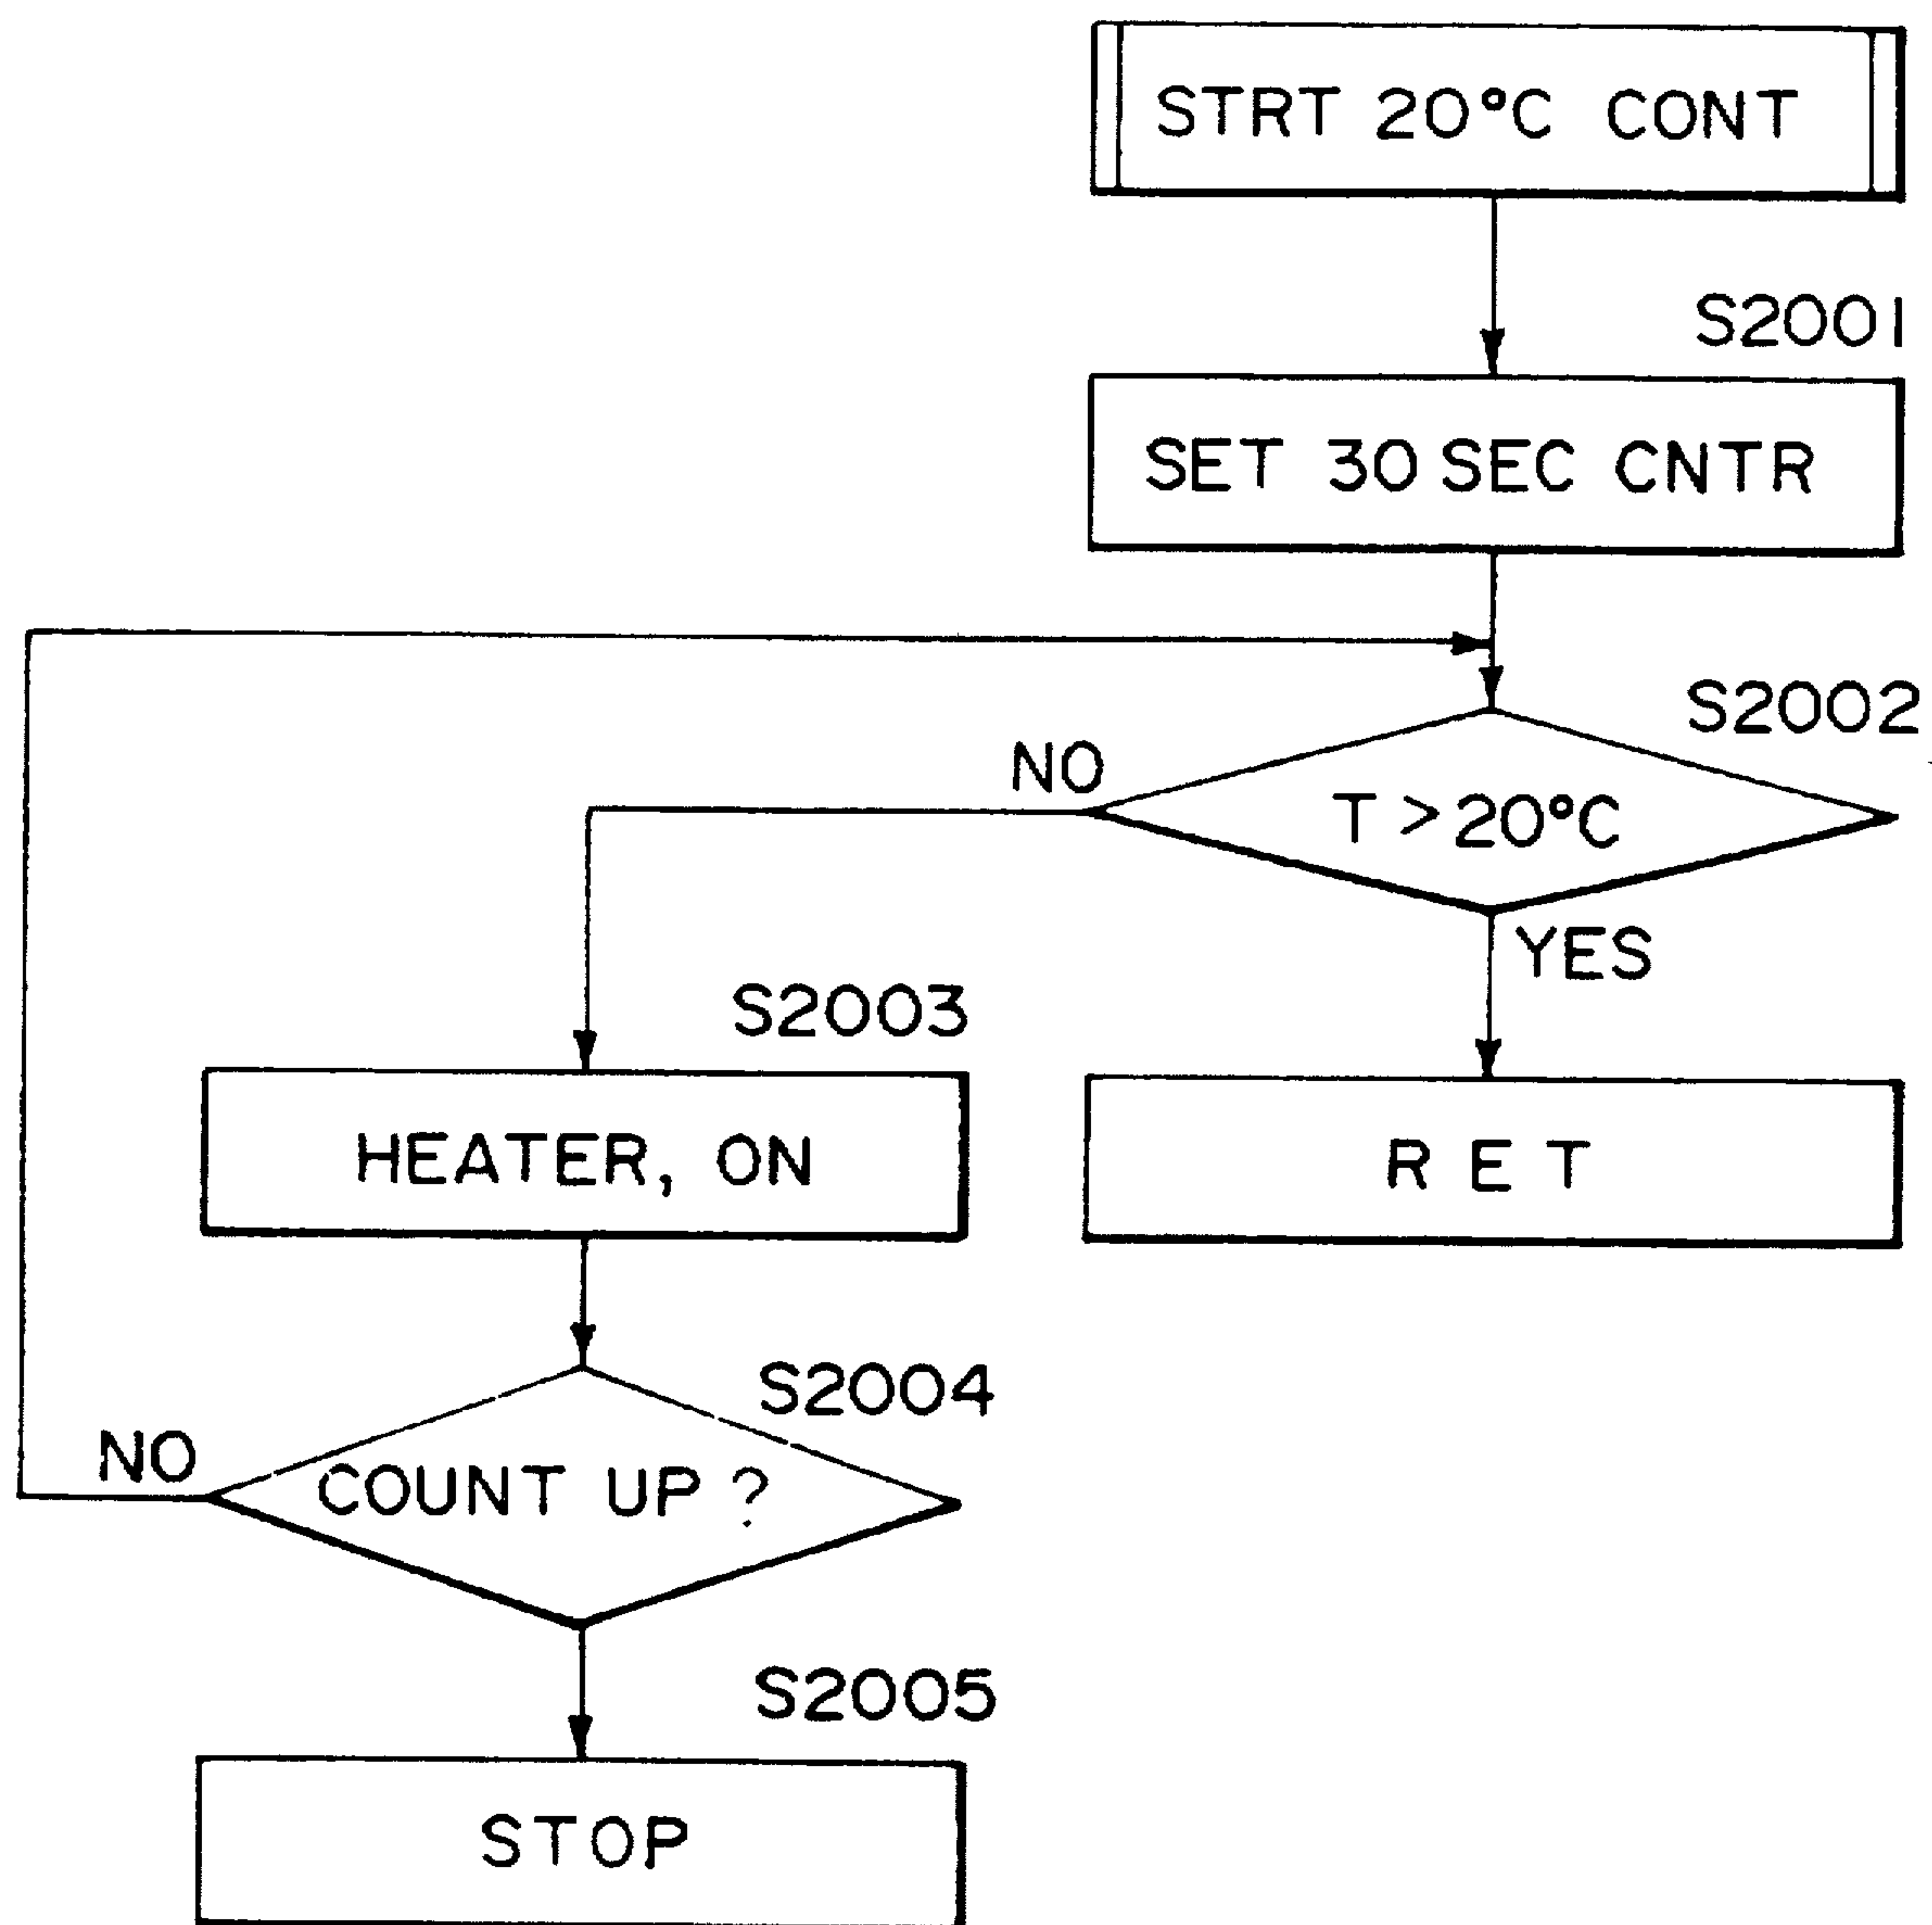 STRT 20°C CONT
S2001
SET 30 SEC CNTR
S2002
NO
T > 20°C
YES
S2003
HEATER, ON
RET
S2004
NO
COUNT UP ?
S2005
STOP